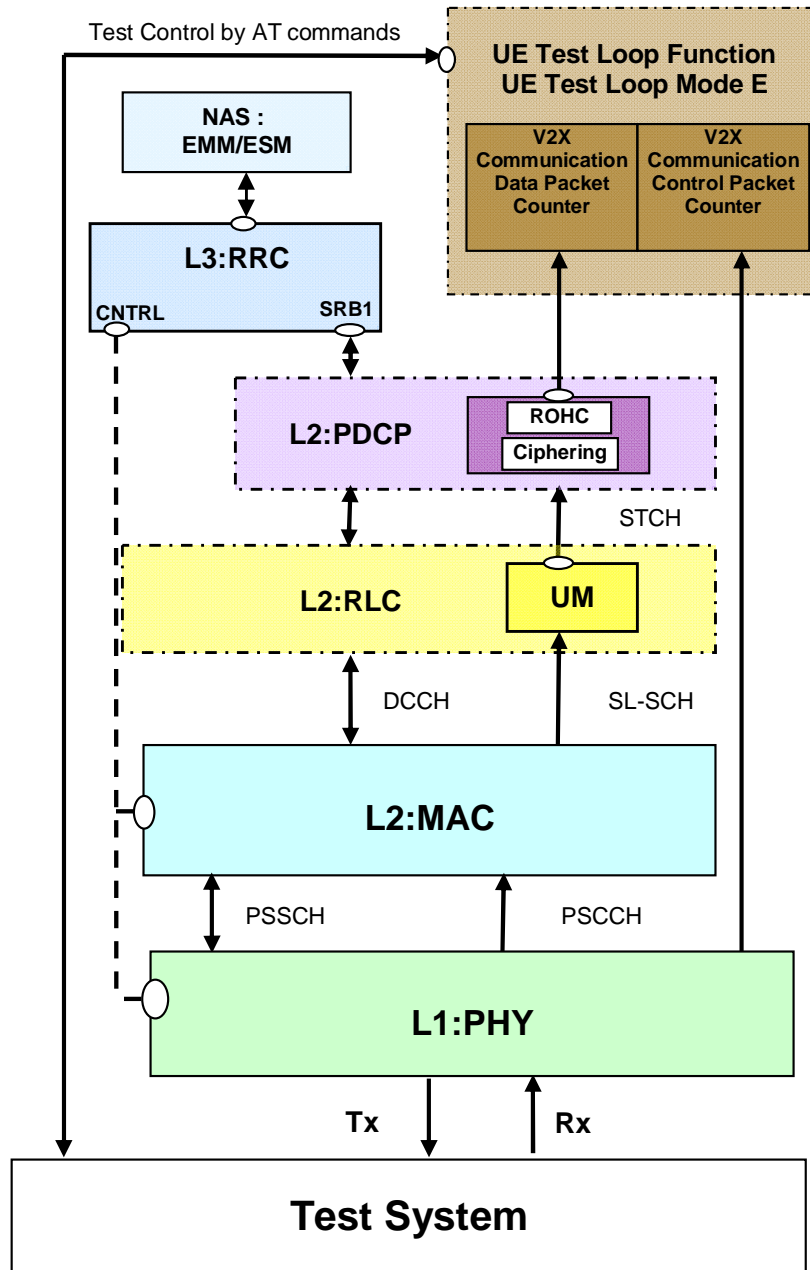 Test Control by AT commands
UE Test Loop Function
UE Test Loop Mode E
V2X
Communication
Data Packet
Counter
V2X
Communication
Control Packet
Counter
NAS :
EMM/ESM
L3:RRC
CNTRL
SRB1
L2:PDCP
ROHC
Ciphering
STCH
L2:RLC
UM
DCCH
SL-SCH
L2:MAC
PSSCH
PSCCH
L1:PHY
Tx
Rx
Test System